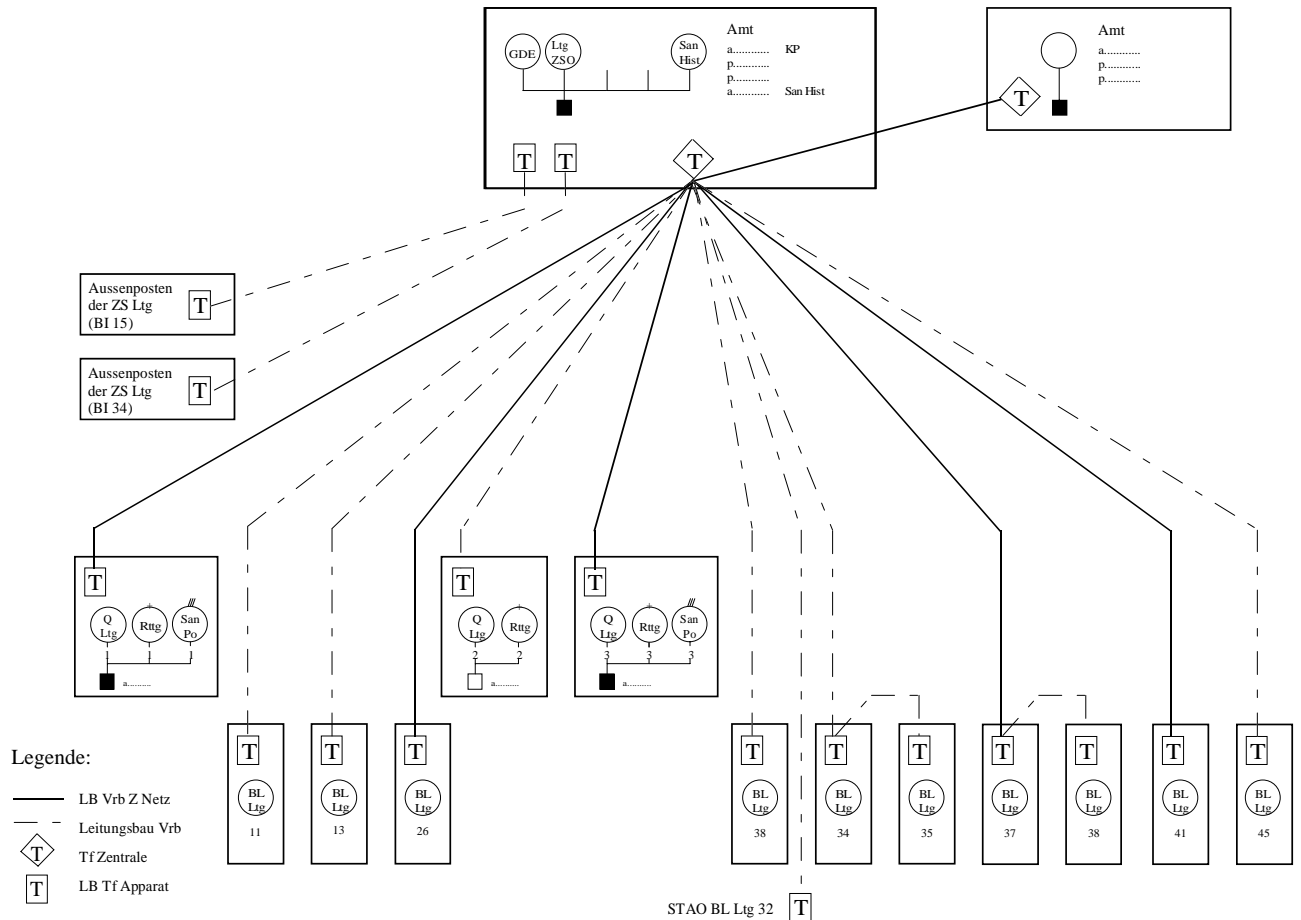 Amt
GDE
Ltg
ZSO
San
Hist
a............ KP
p............
p............
a............ San Hist
T
T
T
Amt
a............
p............
p............
T
Aussenposten
der ZS Ltg
(BI 15)
T
Aussenposten
der ZS Ltg
(BI 34)
T
T
Q
Ltg
Rttg
San
Po
1
1
1
a..........
T
Q
Ltg
Rttg
2
2
a..........
T
Q
Ltg
Rttg
San
Po
3
3
3
a..........
T
BL
Ltg
11
T
BL
Ltg
13
T
BL
Ltg
26
T
BL
Ltg
38
T
BL
Ltg
34
T
BL
Ltg
35
T
BL
Ltg
37
T
BL
Ltg
38
T
BL
Ltg
41
T
BL
Ltg
45
STAO BL Ltg 32 T
Legende:
LB Vrb Z Netz
Leitungsbau Vrb
T Tf Zentrale
T LB Tf Apparat